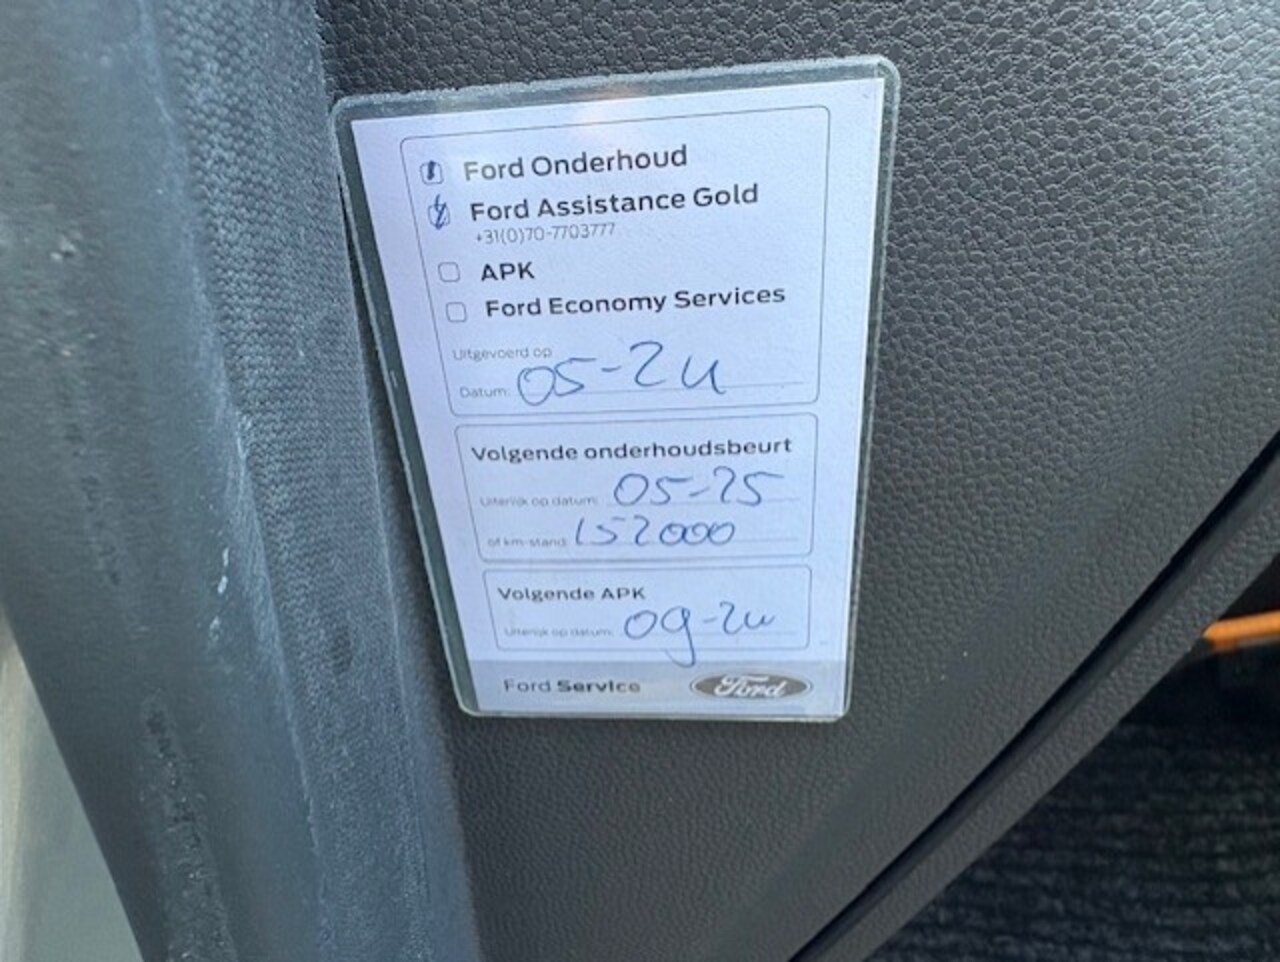 Ford Onderhoud
Ford Assistance Gold
+31(0)70-7703777
APK
Ford Economy Services
Uitgevoerd op
Datum: 05-24
Volgende onderhoudsbeurt
Uiterlijk op datum: 05-25
of km-stand: 152000
Volgende APK
Uiterlijk op datum: 09-24
Ford Service
Ford